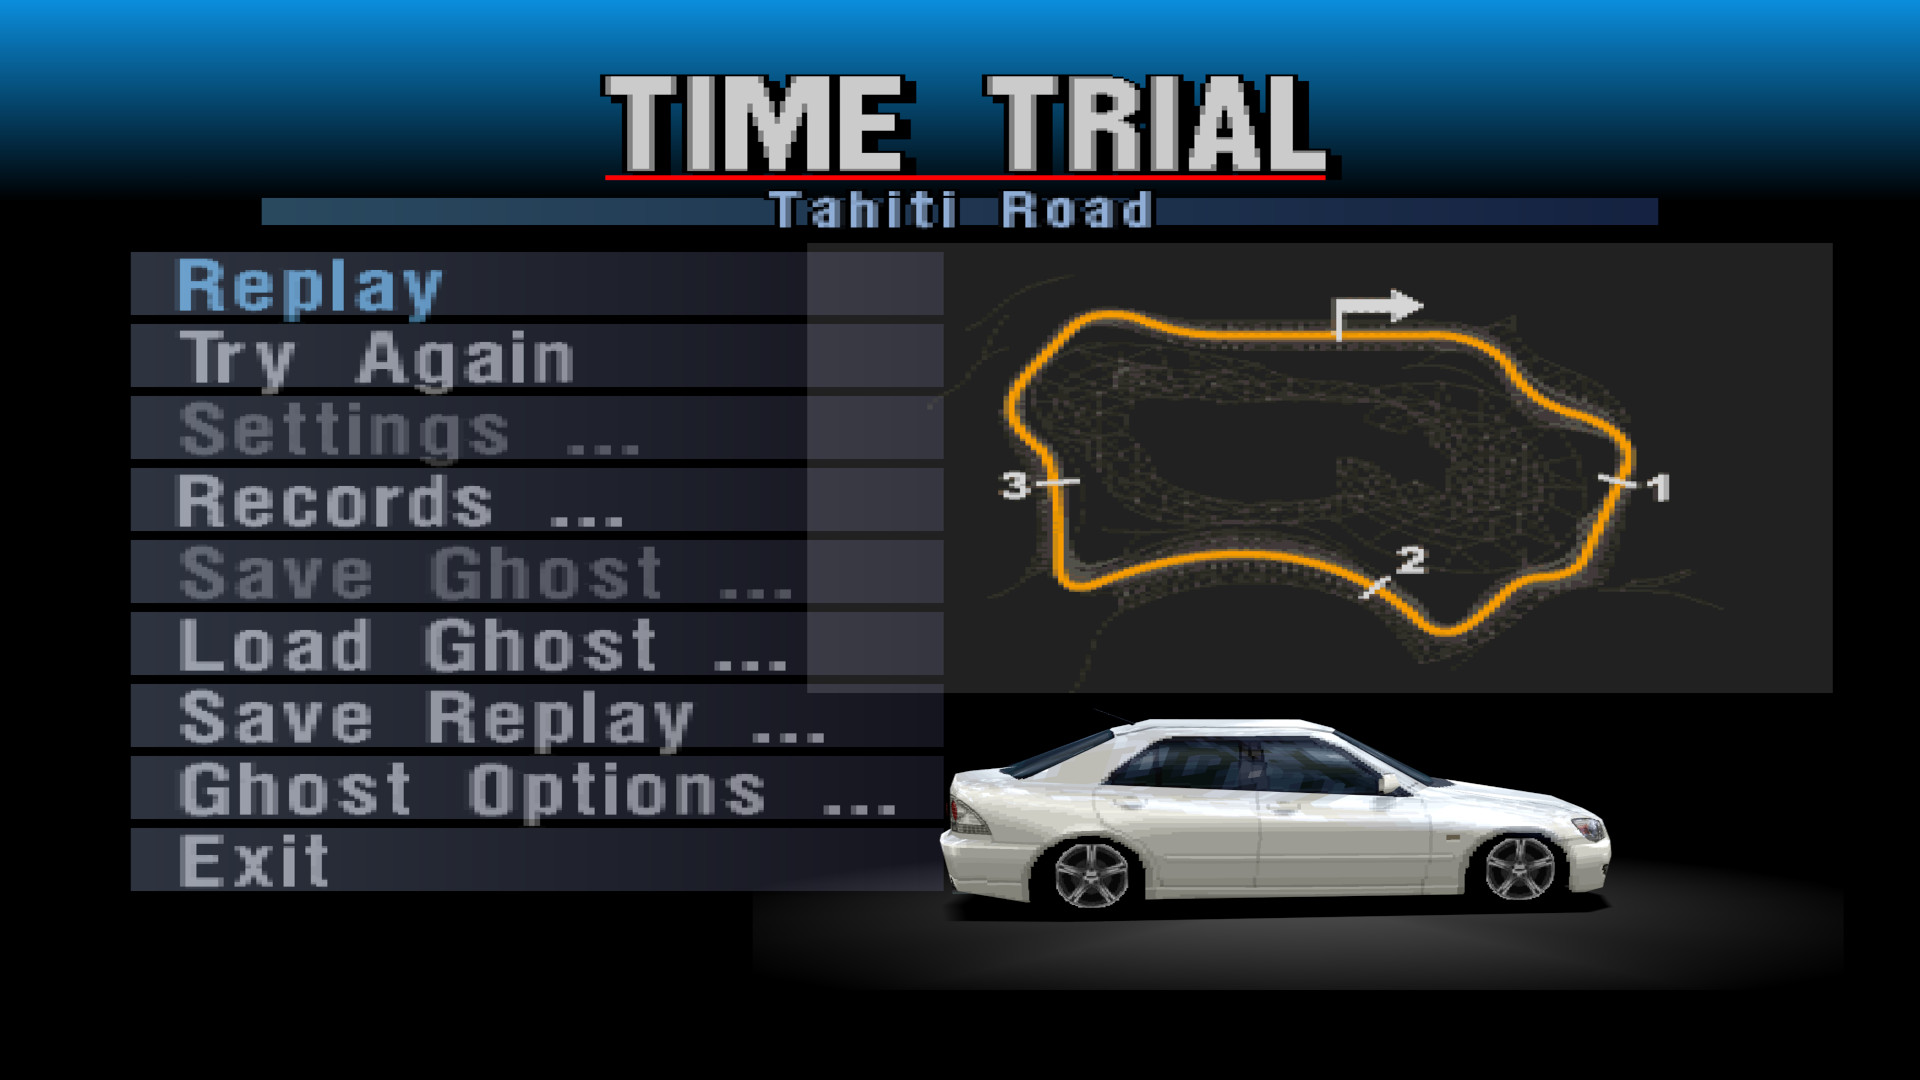 TIME TRIAL
Tahiti Road
Replay
Try Again
Settings ...
Records ...
Save Ghost ...
Load Ghost ...
Save Replay ...
Ghost Options ...
Exit
1
2
3